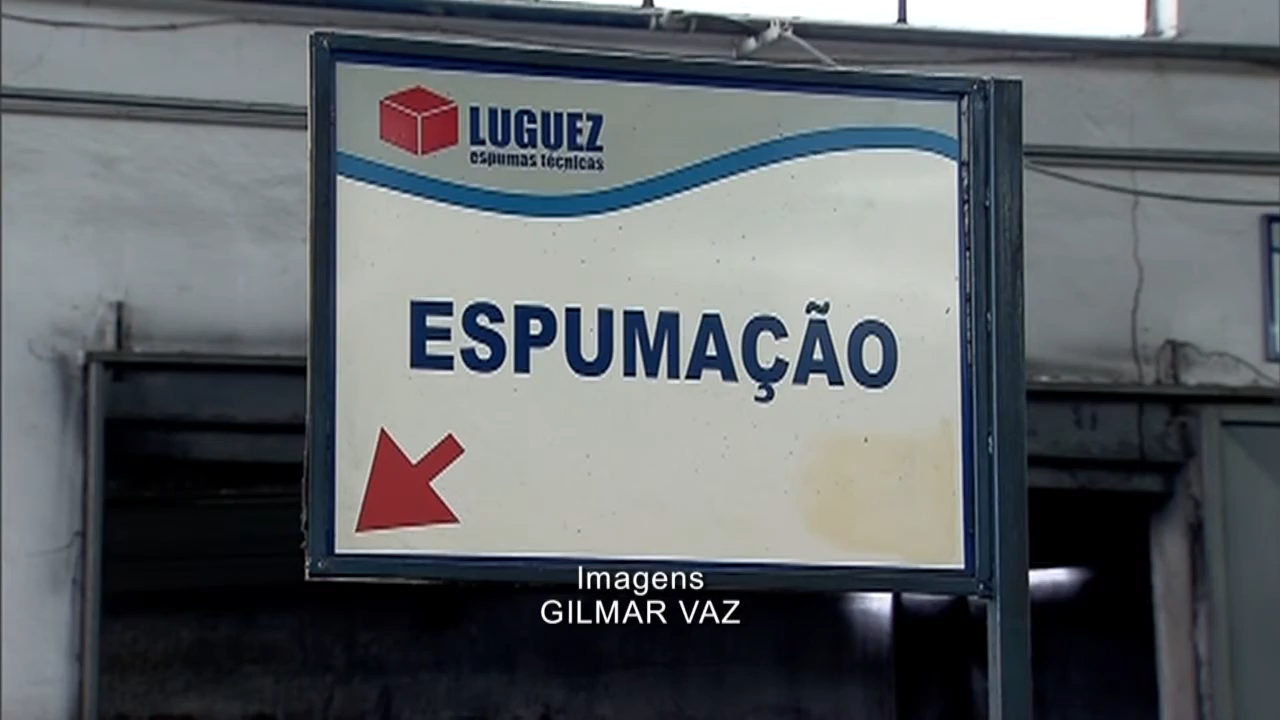 LUGUEZ
espumas técnicas
ESPUMAÇÃO
Imagens
GILMAR VAZ